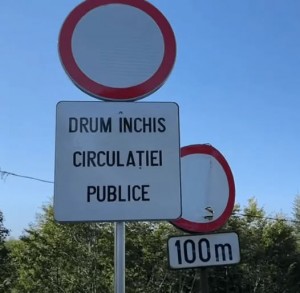 DRUM ÎNCHIS
CIRCULAȚIEI
PUBLICE
100m